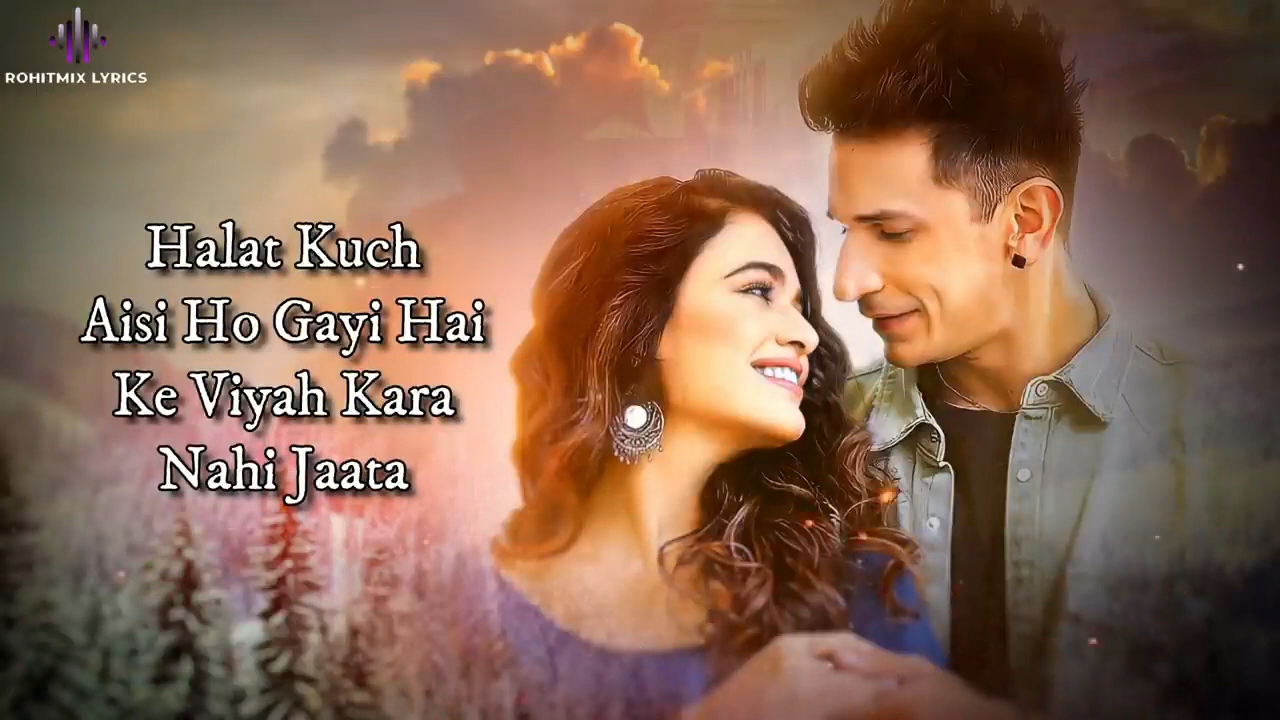 ROHITMIX LYRICS
Halat Kuch
Aisi Ho Gayi Hai
Ke Viyah Kara
Nahi Jaata